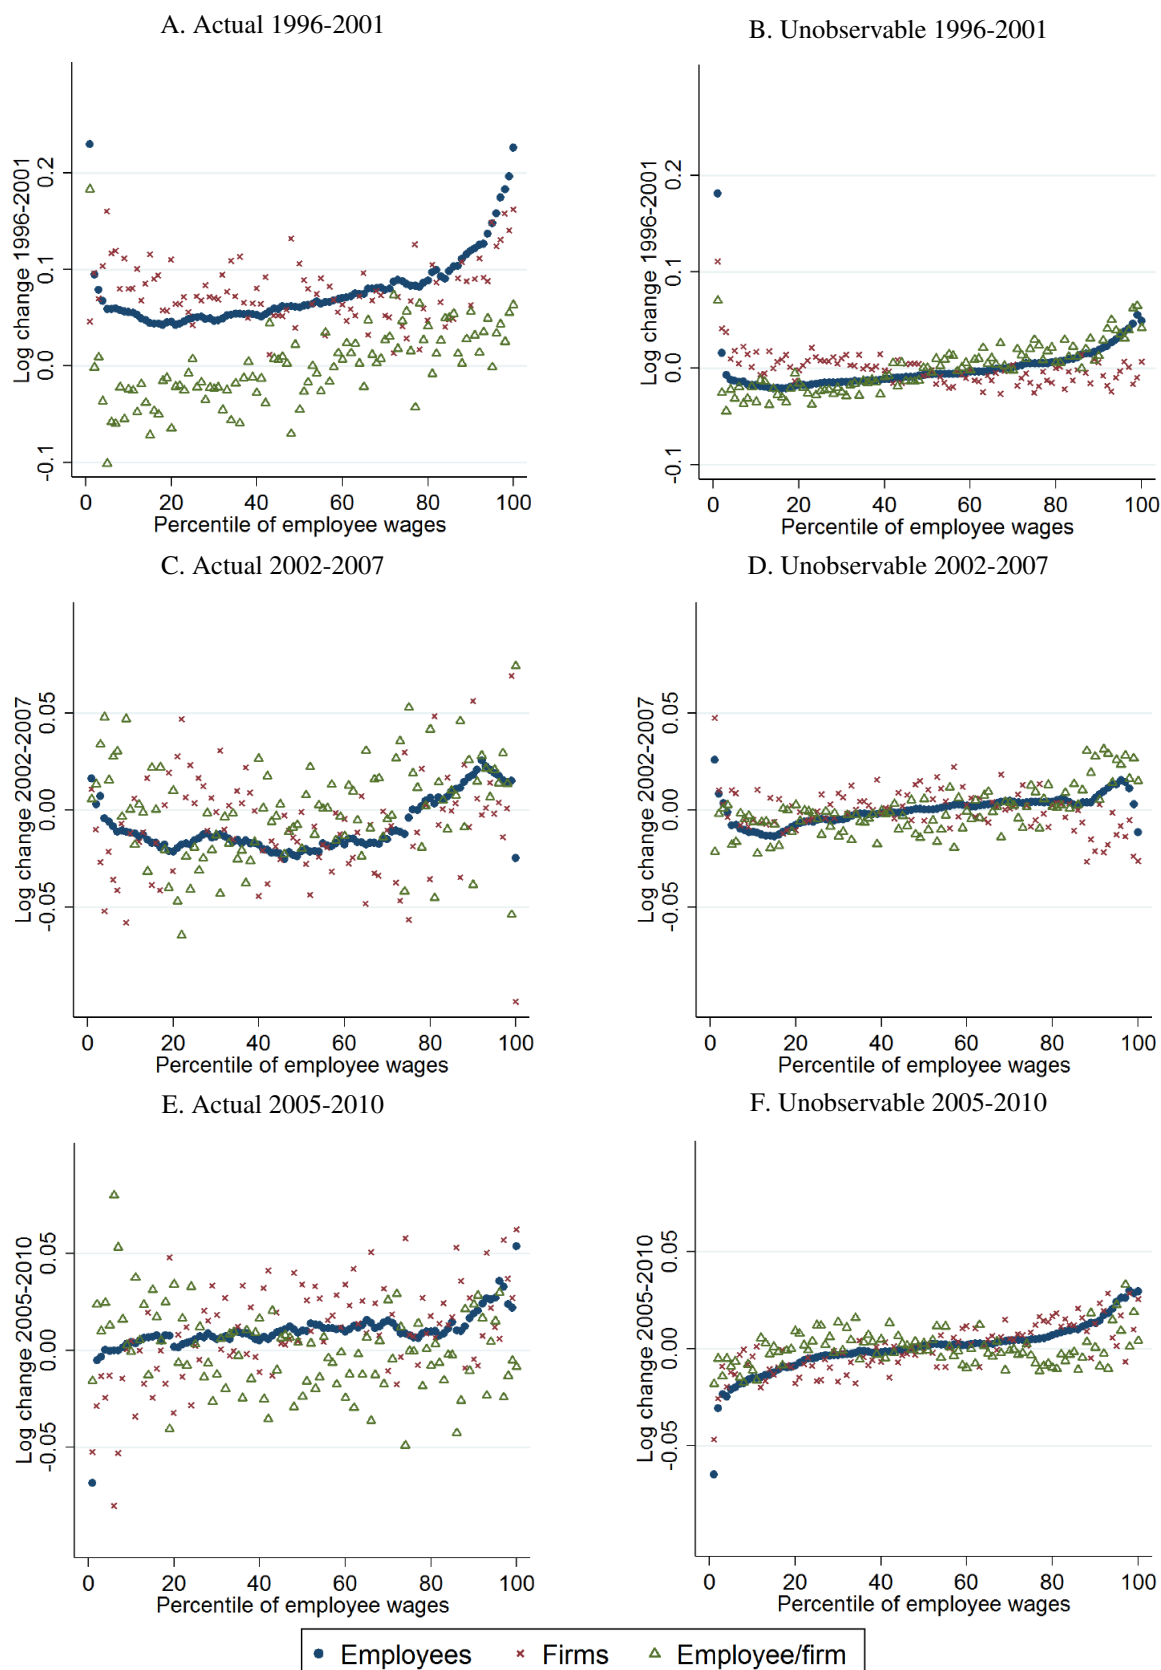 A. Actual 1996-2001
B. Unobservable 1996-2001
Log change 1996-2001
0.2
0.1
0.0
-0.1
0 20 40 60 80 100
Percentile of employee wages
Log change 1996-2001
0.2
0.1
0.0
-0.1
0 20 40 60 80 100
Percentile of employee wages
C. Actual 2002-2007
D. Unobservable 2002-2007
Log change 2002-2007
0.05
0.00
-0.05
0 20 40 60 80 100
Percentile of employee wages
Log change 2002-2007
0.05
0.00
-0.05
0 20 40 60 80 100
Percentile of employee wages
E. Actual 2005-2010
F. Unobservable 2005-2010
Log change 2005-2010
0.05
0.00
-0.05
0 20 40 60 80 100
Percentile of employee wages
Log change 2005-2010
0.05
0.00
-0.05
0 20 40 60 80 100
Percentile of employee wages
Employees Firms Employee/firm